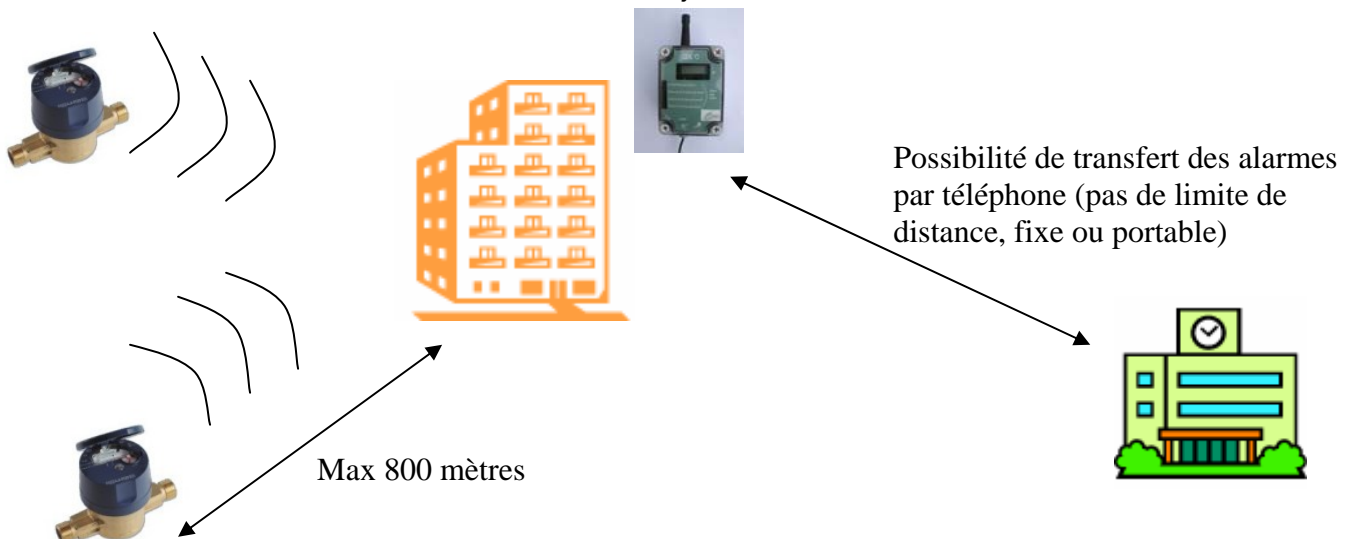 Possibilité de transfert des alarmes
par téléphone (pas de limite de
distance, fixe ou portable)
Max 800 mètres